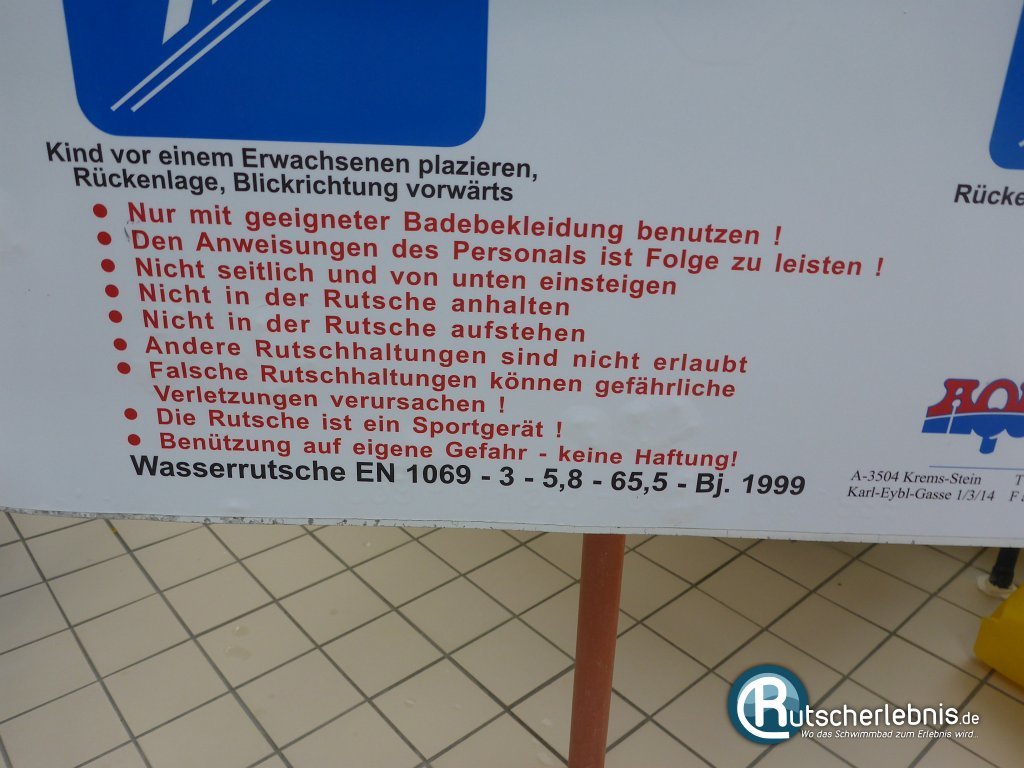 Kind vor einem Erwachsenen plazieren,
Rückenlage, Blickrichtung vorwärts
• Nur mit geeigneter Badebekleidung benutzen !
• Den Anweisungen des Personals ist Folge zu leisten !
• Nicht seitlich und von unten einsteigen
• Nicht in der Rutsche anhalten
• Nicht in der Rutsche aufstehen
• Andere Rutschhaltungen sind nicht erlaubt
• Falsche Rutschhaltungen können gefährliche
Verletzungen verursachen !
• Die Rutsche ist ein Sportgerät !
• Benützung auf eigene Gefahr - keine Haftung!
Wasserrutsche EN 1069 - 3 - 5,8 - 65,5 - Bj. 1999
A-3504 Krems-Stein T
Karl-Eybl-Gasse 1/3/14 F
Rutscherlebnis.de
Wo das Schwimmbad zum Erlebnis wird..